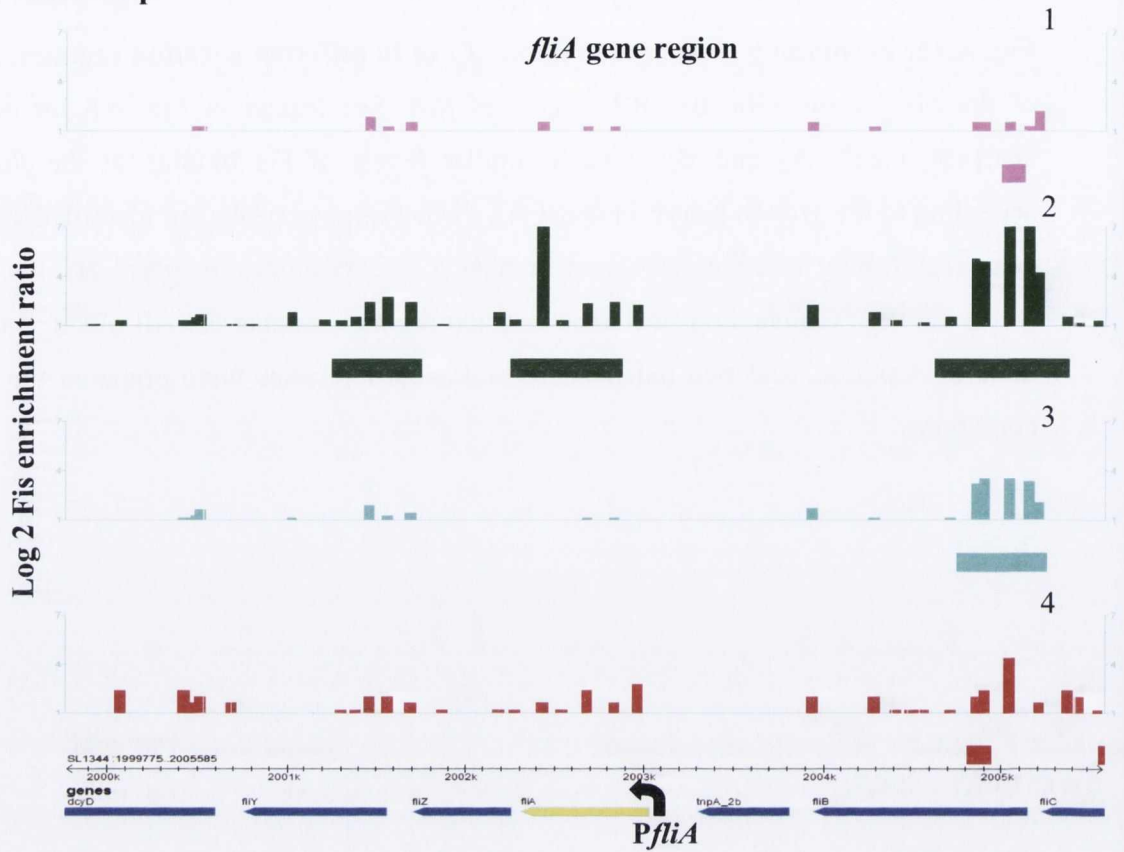 1
fliA gene region
2
3
4
Log 2 Fis enrichment ratio
SL1344:1999775..2005585
2000k 2001k 2002k 2003k 2004k 2005k
genes
dcyD fliY fliZ fliA tnpA_2b fliB fliC
PfliA